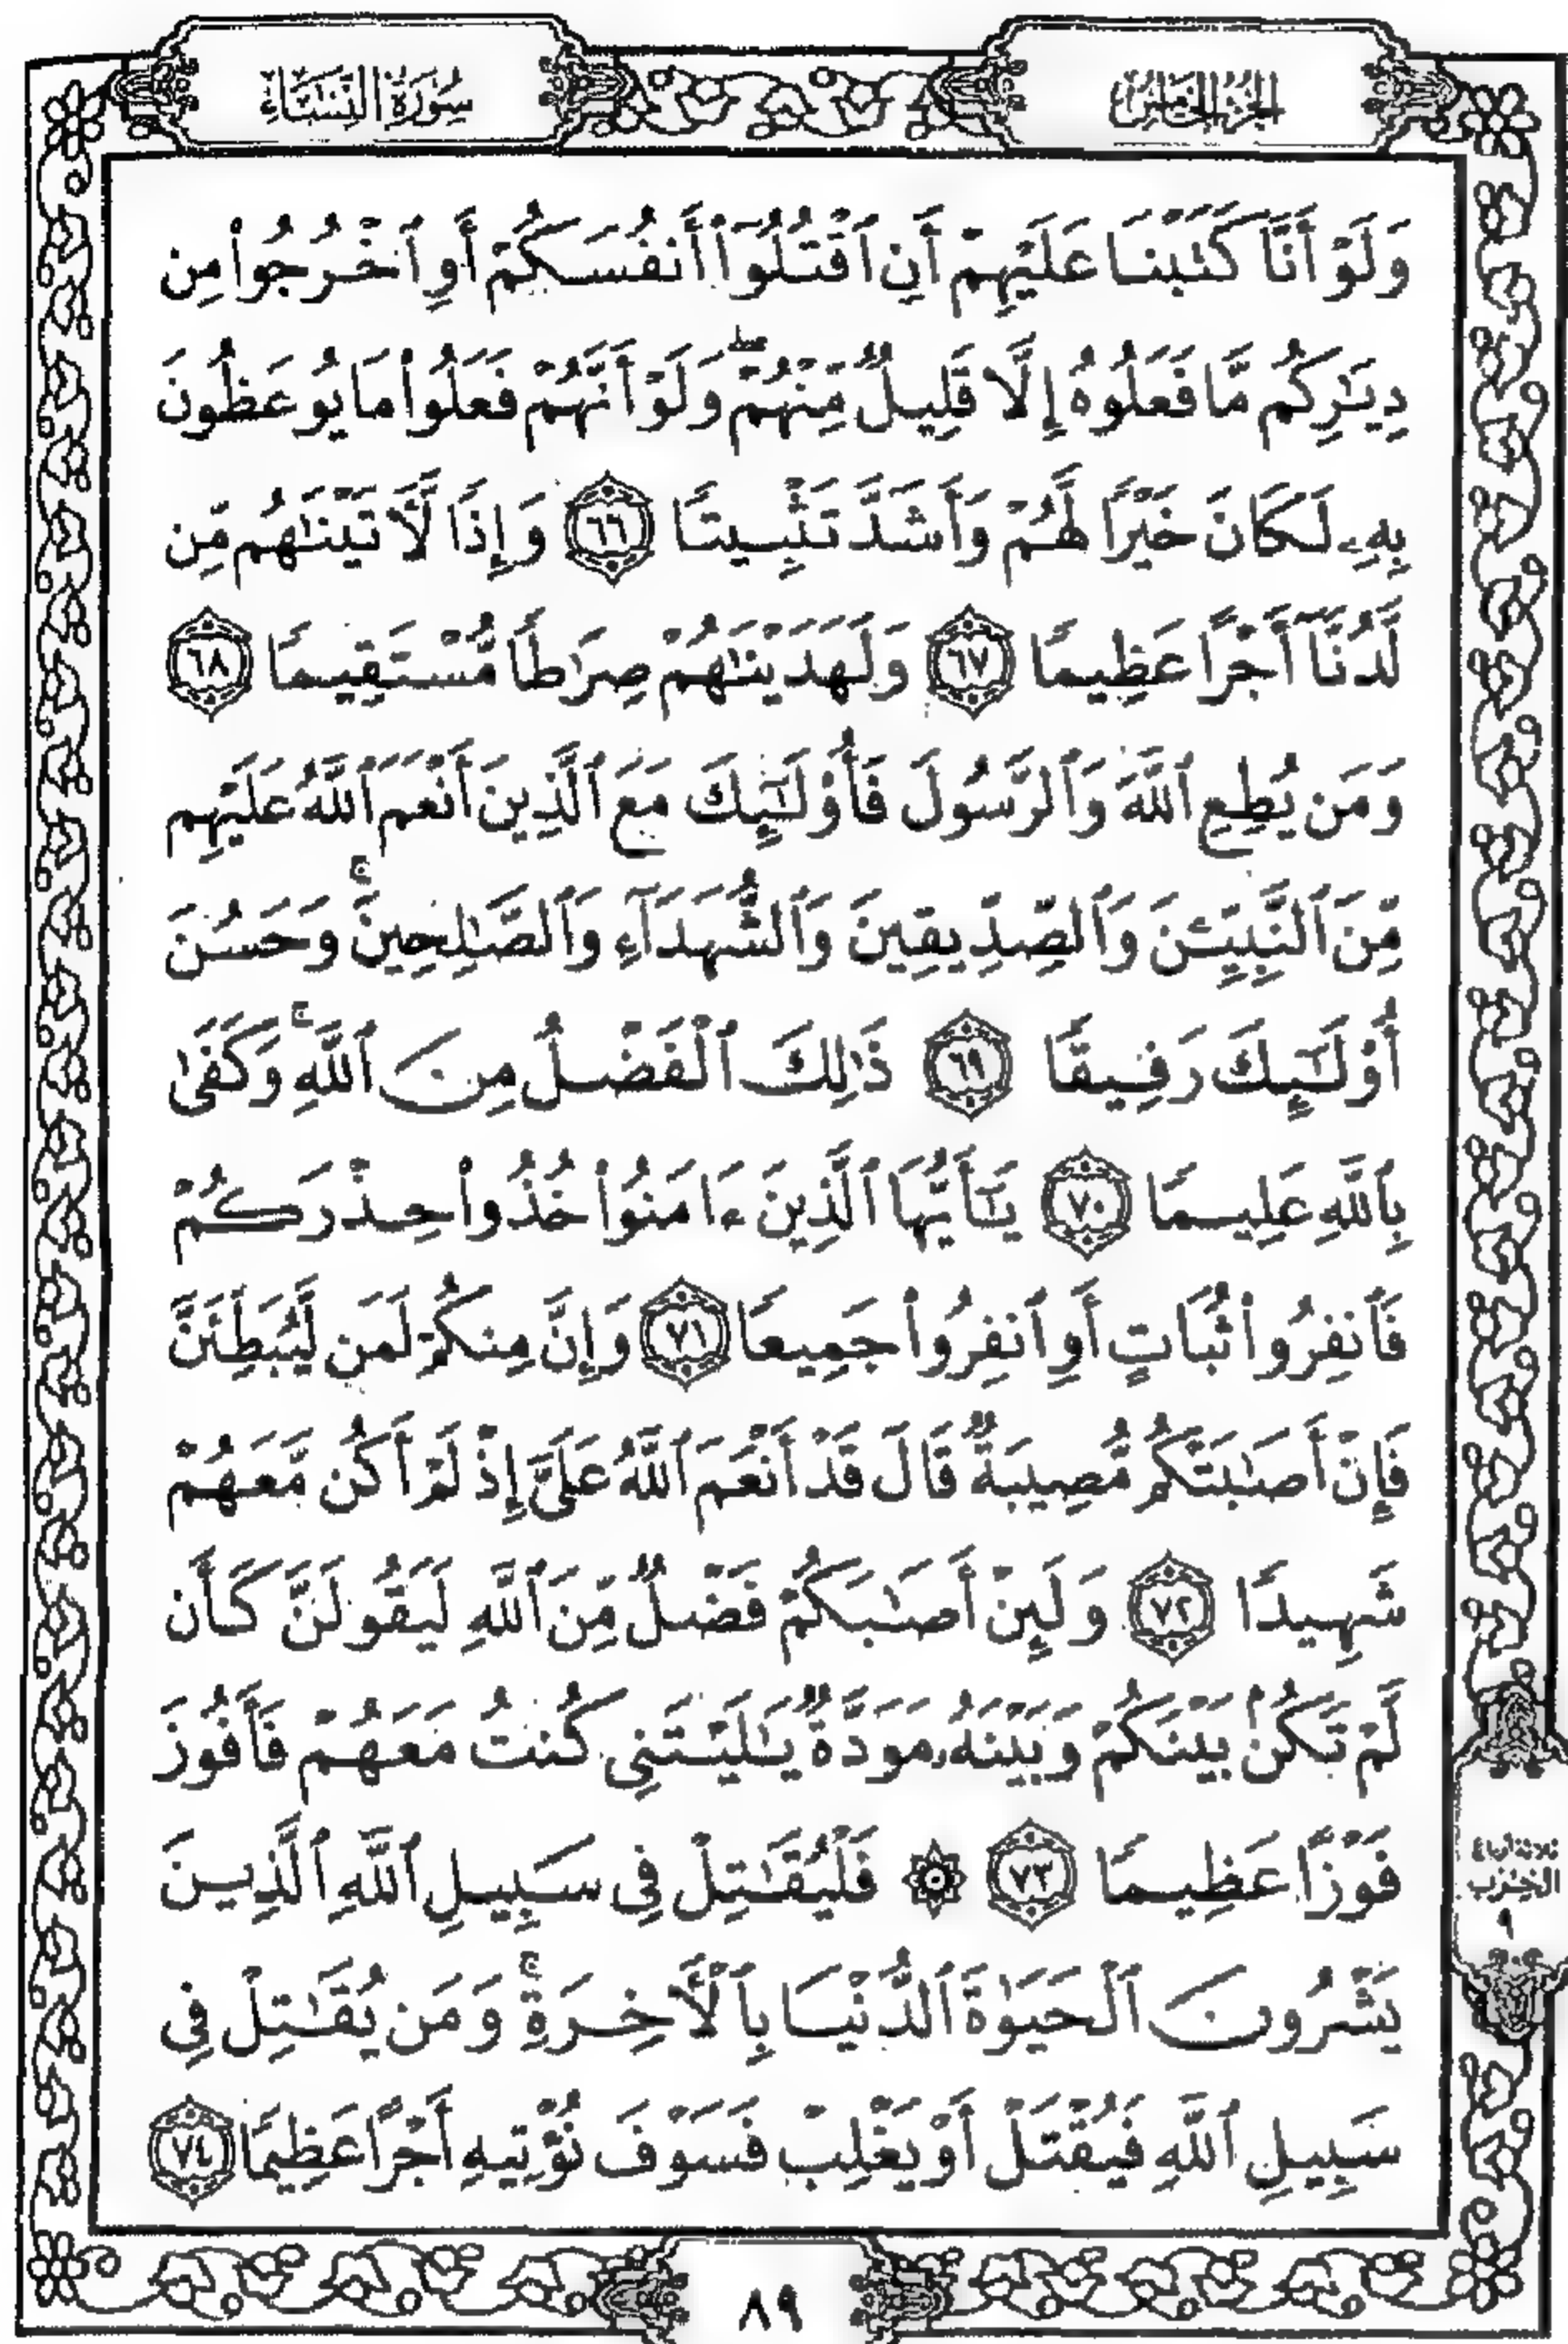 الجزء الخامس
سورة النساء
وَلَوْ أَنَّا كَتَبْنَا عَلَيْهِمْ أَنِ ٱقْتُلُوٓا۟ أَنفُسَكُمْ أَوِ ٱخْرُجُوا۟ مِن
دِيَـٰرِكُم مَّا فَعَلُوهُ إِلَّا قَلِيلٌ مِّنْهُمْ ۖ وَلَوْ أَنَّهُمْ فَعَلُوا۟ مَا يُوعَظُونَ
بِهِۦ لَكَانَ خَيْرًا لَّهُمْ وَأَشَدَّ تَثْبِيتًا ٦٦ وَإِذًا لَّـَٔاتَيْنَـٰهُم مِّن
لَّدُنَّآ أَجْرًا عَظِيمًا ٦٧ وَلَهَدَيْنَـٰهُمْ صِرَٰطًا مُّسْتَقِيمًا ٦٨
وَمَن يُطِعِ ٱللَّهَ وَٱلرَّسُولَ فَأُو۟لَـٰٓئِكَ مَعَ ٱلَّذِينَ أَنْعَمَ ٱللَّهُ عَلَيْهِم
مِّنَ ٱلنَّبِيِّـۧنَ وَٱلصِّدِّيقِينَ وَٱلشُّهَدَآءِ وَٱلصَّـٰلِحِينَ ۚ وَحَسُنَ
أُو۟لَـٰٓئِكَ رَفِيقًا ٦٩ ذَٰلِكَ ٱلْفَضْلُ مِنَ ٱللَّهِ ۚ وَكَفَىٰ
بِٱللَّهِ عَلِيمًا ٧٠ يَـٰٓأَيُّهَا ٱلَّذِينَ ءَامَنُوا۟ خُذُوا۟ حِذْرَكُمْ
فَٱنفِرُوا۟ ثُبَاتٍ أَوِ ٱنفِرُوا۟ جَمِيعًا ٧١ وَإِنَّ مِنكُمْ لَمَن لَّيُبَطِّئَنَّ
فَإِنْ أَصَـٰبَتْكُم مُّصِيبَةٌ قَالَ قَدْ أَنْعَمَ ٱللَّهُ عَلَىَّ إِذْ لَمْ أَكُن مَّعَهُمْ
شَهِيدًا ٧٢ وَلَئِنْ أَصَـٰبَكُمْ فَضْلٌ مِّنَ ٱللَّهِ لَيَقُولَنَّ كَأَن
لَّمْ تَكُنۢ بَيْنَكُمْ وَبَيْنَهُۥ مَوَدَّةٌ يَـٰلَيْتَنِى كُنتُ مَعَهُمْ فَأَفُوزَ
فَوْزًا عَظِيمًا ٧٣ ۞ فَلْيُقَـٰتِلْ فِى سَبِيلِ ٱللَّهِ ٱلَّذِينَ
يَشْرُونَ ٱلْحَيَوٰةَ ٱلدُّنْيَا بِٱلْـَٔاخِرَةِ ۚ وَمَن يُقَـٰتِلْ فِى
سَبِيلِ ٱللَّهِ فَيُقْتَلْ أَوْ يَغْلِبْ فَسَوْفَ نُؤْتِيهِ أَجْرًا عَظِيمًا ٧٤
ثلاثة أرباع
الحزب
٩
٨٩